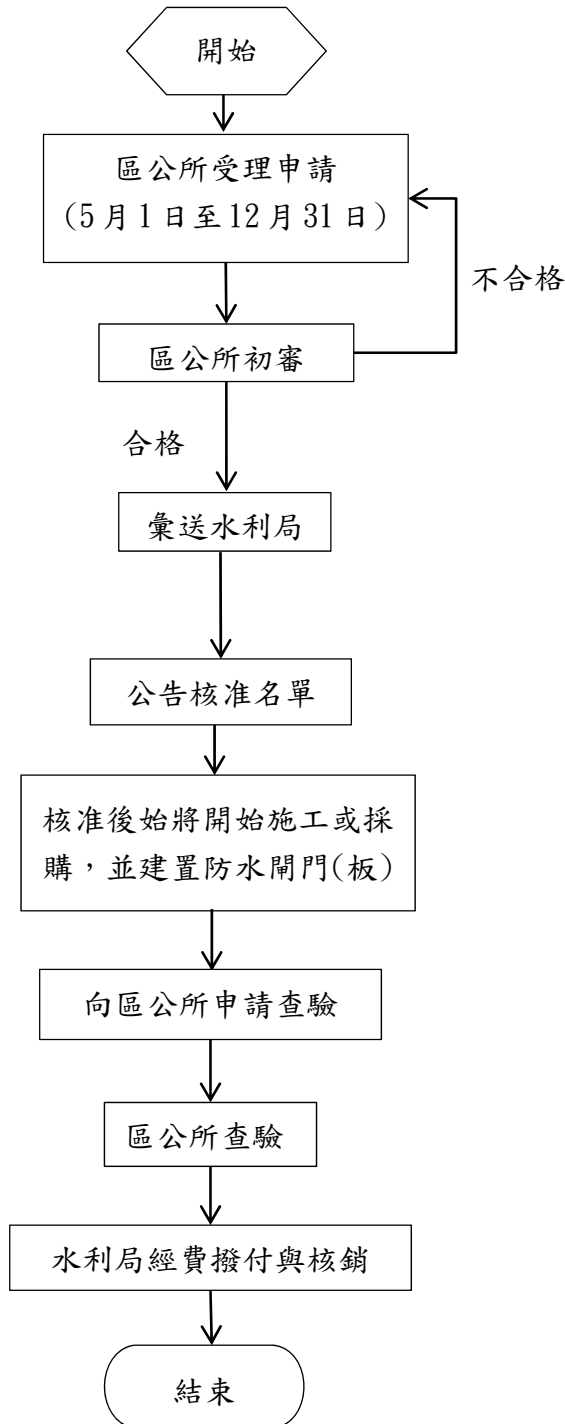 開始
區公所受理申請
(5月1日至12月31日)
不合格
區公所初審
合格
彙送水利局
公告核准名單
核准後始將開始施工或採
購，並建置防水閘門(板)
向區公所申請查驗
區公所查驗
水利局經費撥付與核銷
結束